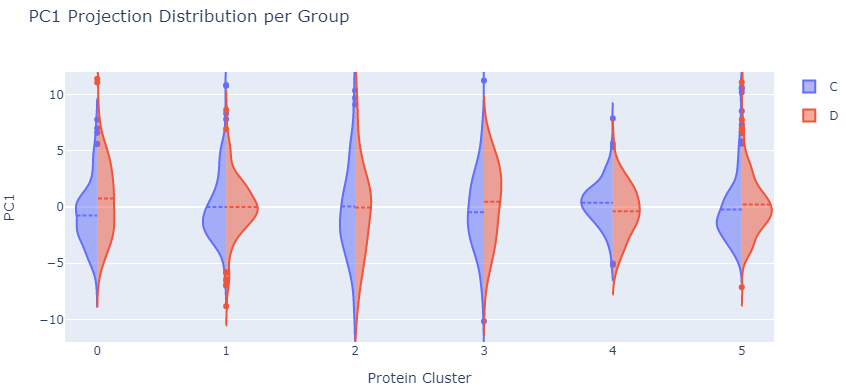 PC1 Projection Distribution per Group
C
D
10
5
0
−5
−10
PC1
0 1 2 3 4 5
Protein Cluster